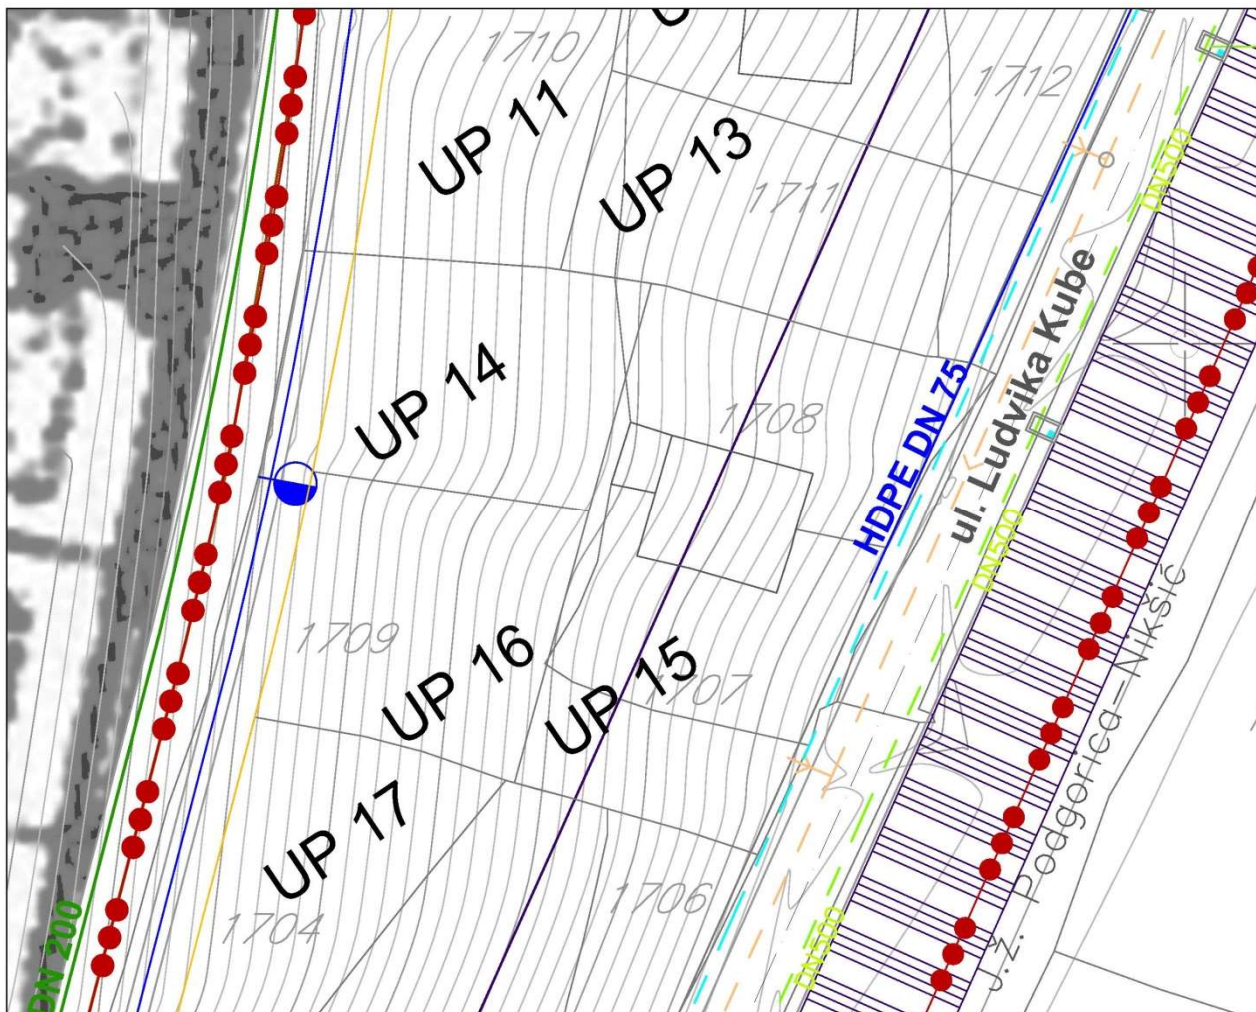 1710
1712
UP 11
UP 13
DN500
1711
ul. Ludvika Kube
UP 14
1708
HDPE DN 75
DN500
1709
UP 16
UP 15
1707
J.Ž. Podgorica-Nikšić
UP 17
1706
1704
DN 200
DN500